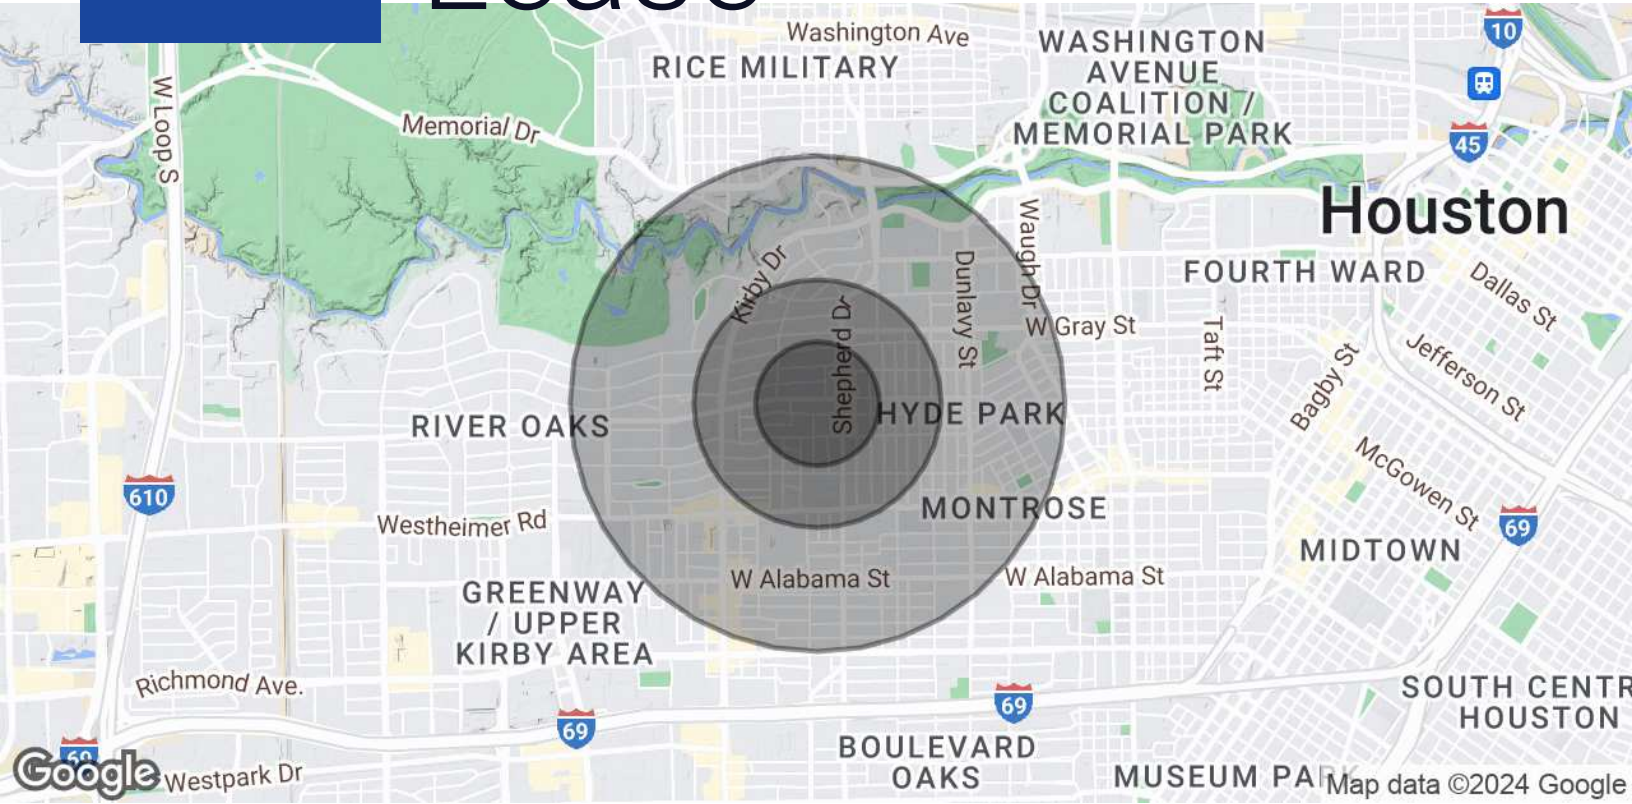 Lease
Washington Ave
10
RICE MILITARY
WASHINGTON
AVENUE
COALITION /
MEMORIAL PARK
W Loop S
Memorial Dr
45
Houston
Waugh Dr
Kirby Dr
Dunlavy St
FOURTH WARD
Dallas St
Shepherd Dr
W Gray St
Taft St
Jefferson St
Bagby St
RIVER OAKS
HYDE PARK
McGowen St
610
Westheimer Rd
MONTROSE
69
MIDTOWN
W Alabama St
W Alabama St
GREENWAY
/ UPPER
KIRBY AREA
Richmond Ave.
SOUTH CENTR
HOUSTON
69
69
69
BOULEVARD
OAKS
Google
Westpark Dr
MUSEUM PARK
Map data ©2024 Google